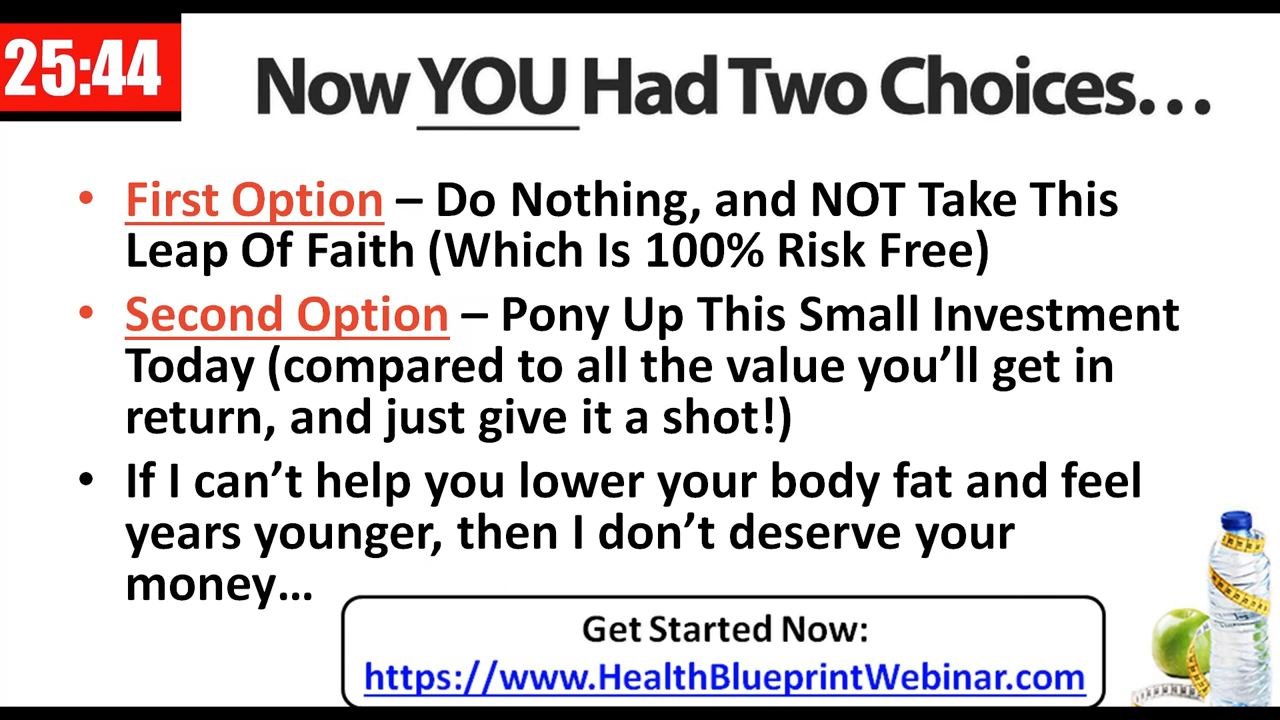 25:44
Now YOU Had Two Choices...
• First Option – Do Nothing, and NOT Take This
Leap Of Faith (Which Is 100% Risk Free)
• Second Option – Pony Up This Small Investment
Today (compared to all the value you’ll get in
return, and just give it a shot!)
• If I can’t help you lower your body fat and feel
years younger, then I don’t deserve your
money…
Get Started Now:
https://www.HealthBlueprintWebinar.com